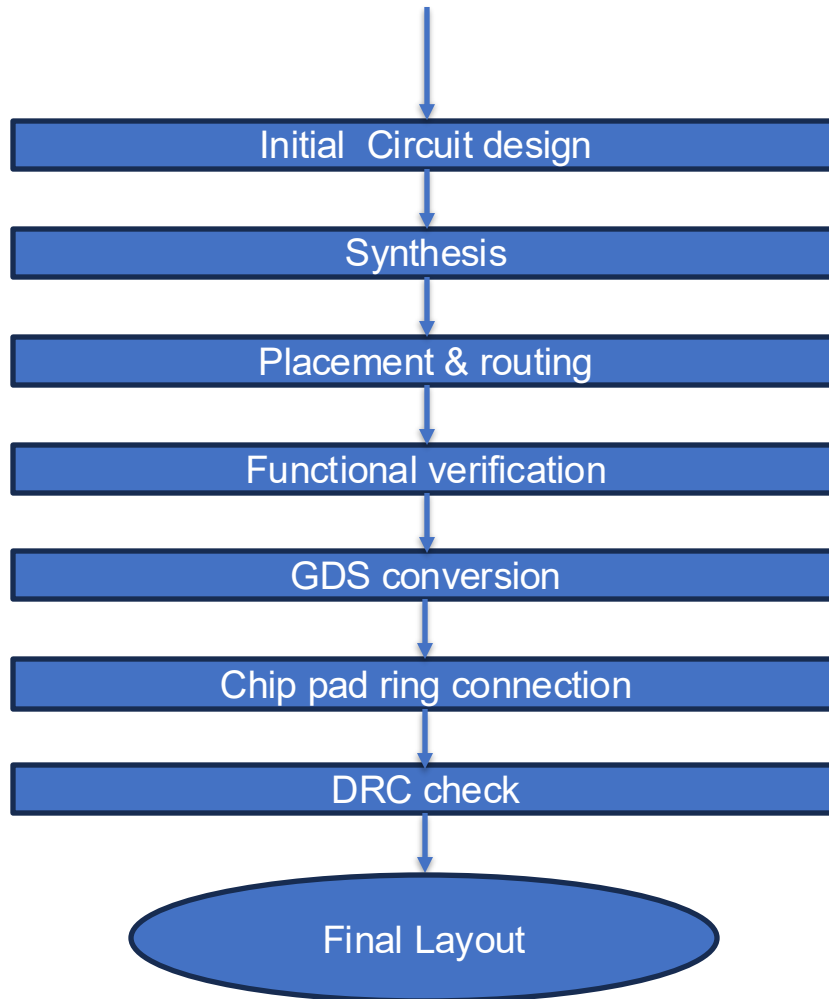 Initial Circuit design
Synthesis
Placement & routing
Functional verification
GDS conversion
Chip pad ring connection
DRC check
Final Layout